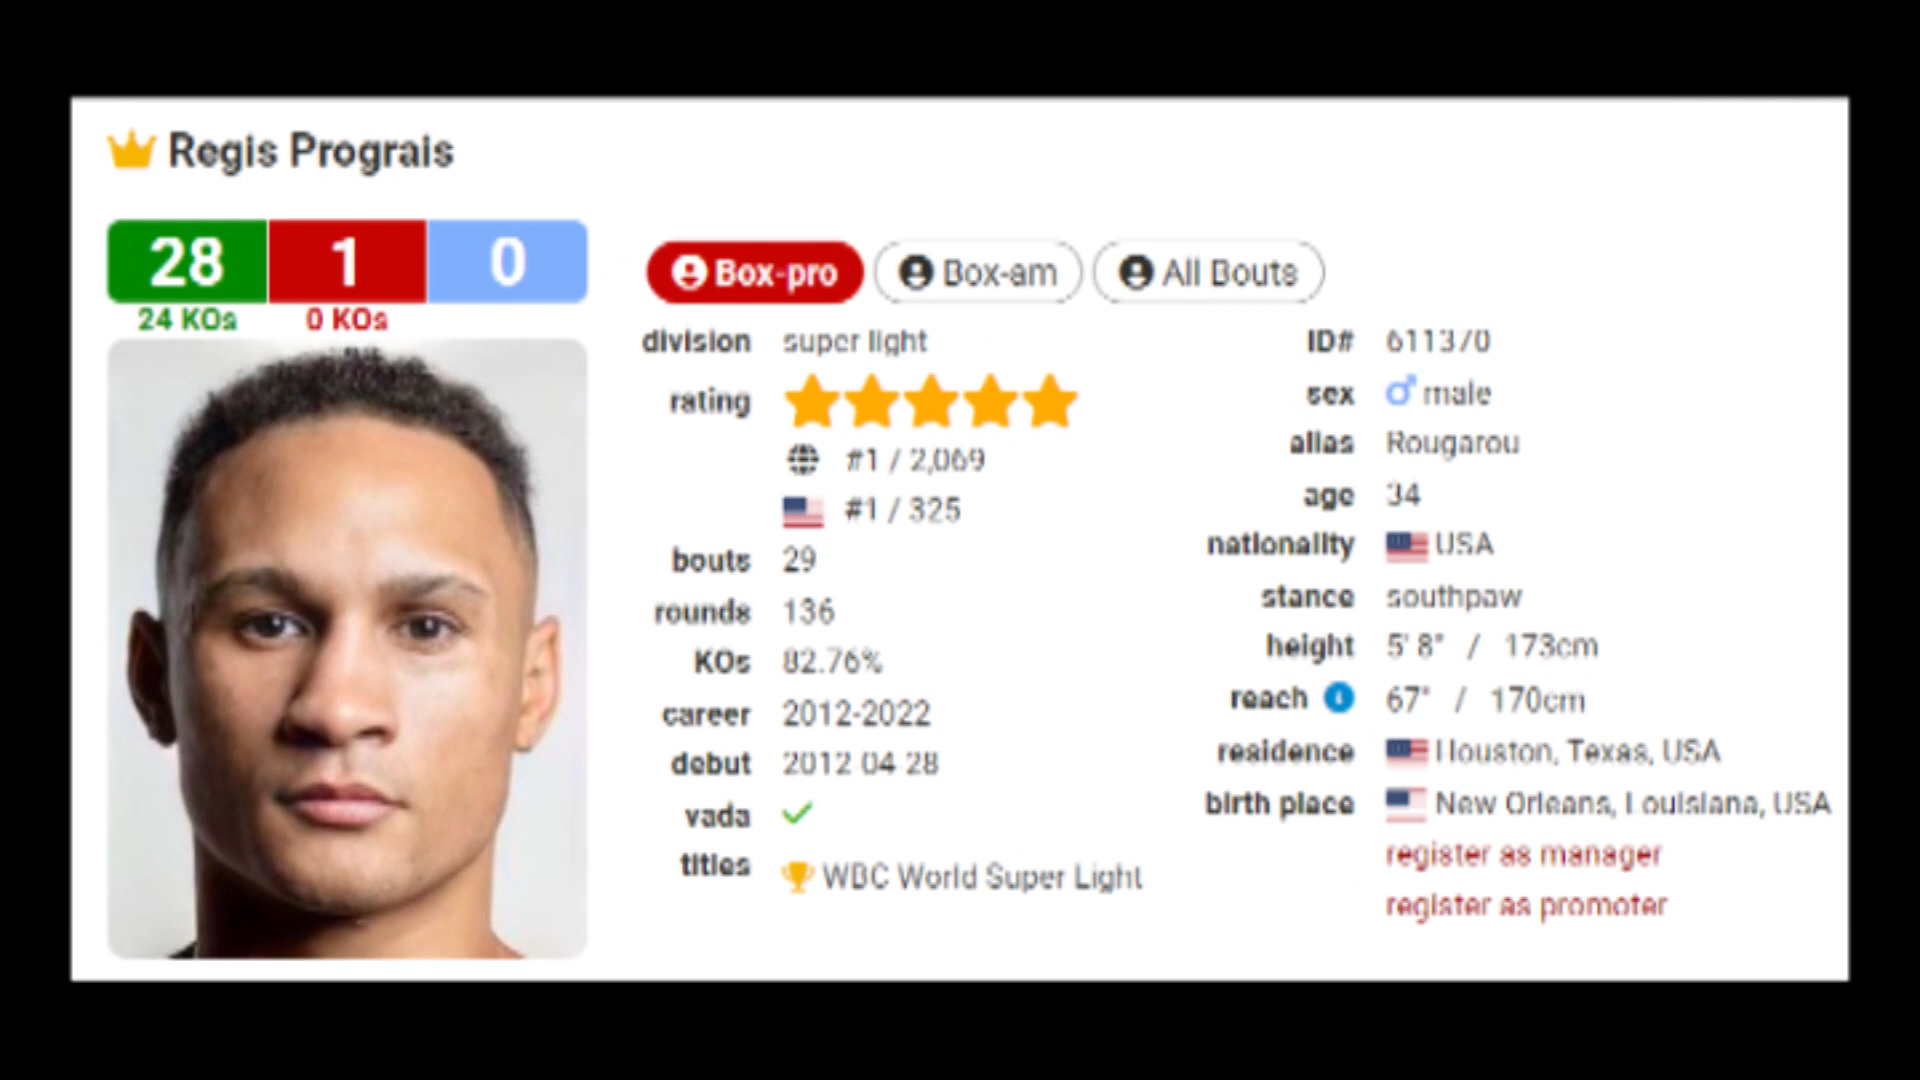 Regis Prograis
28 1 0
24 KOs 0 KOs
Box-pro Box-am All Bouts
division super light
rating
#1 / 2,069
#1 / 325
bouts 29
rounds 136
KOs 82.76%
career 2012-2022
debut 2012 04 28
vada
titles WBC World Super Light
ID# 611370
sex male
alias Rougarou
age 34
nationality USA
stance southpaw
height 5' 8" / 173cm
reach 67" / 170cm
residence Houston, Texas, USA
birth place New Orleans, Louisiana, USA
register as manager
register as promoter